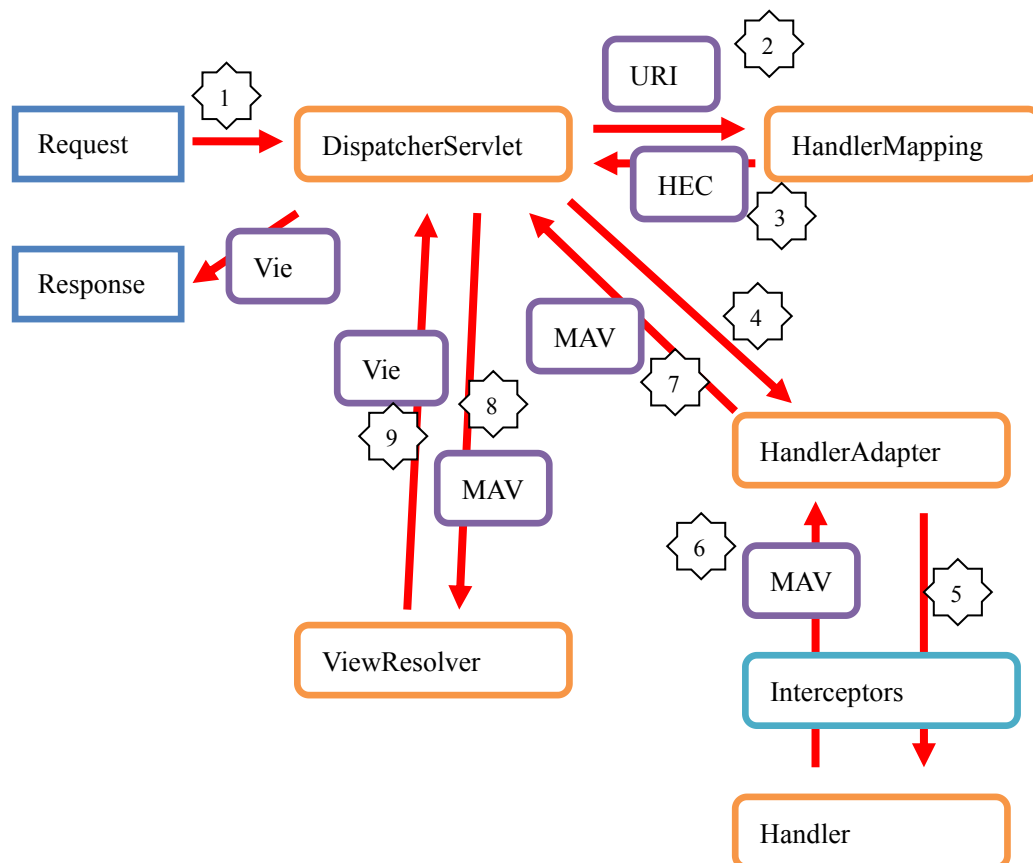 2
URI
1
Request
DispatcherServlet
HandlerMapping
HEC
3
Response
Vie
4
MAV
Vie
7
8
9
HandlerAdapter
MAV
6
MAV
5
ViewResolver
Interceptors
Handler